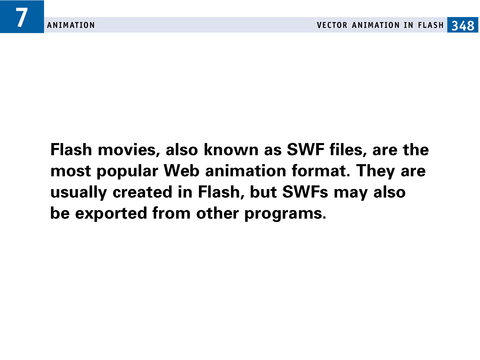 7
ANIMATION
VECTOR ANIMATION IN FLASH 348
Flash movies, also known as SWF files, are the
most popular Web animation format. They are
usually created in Flash, but SWFs may also
be exported from other programs.